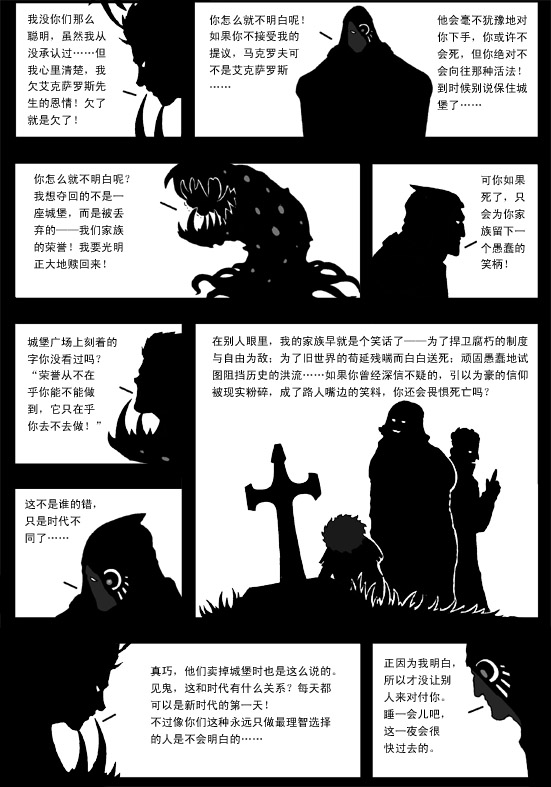 我没你们那么
聪明，虽然我从
没承认过……但
我心里清楚，我
欠艾克萨罗斯先
生的恩情！欠了
就是欠了！
你怎么就不明白呢！
如果你不接受我的
提议，马克罗夫可
不是艾克萨罗斯
……
他会毫不犹豫地对
你下手，你或许不
会死，但你绝对不
会向往那种活法！
到时候别说保住城
堡了……
你怎么就不明白呢？
我想夺回的不是一
座城堡，而是被丢
弃的——我们家族
的荣誉！我要光明
正大地赎回来！
可你如果
死了，只
会为你家
族留下一
个愚蠢的
笑柄！
城堡广场上刻着的
字你没看过吗？
“荣誉从不在
乎你能不能做
到，它只在乎
你去不去做！”
在别人眼里，我的家族早就是个笑话了——为了捍卫腐朽的制度
与自由为敌；为了旧世界的苟延残喘而白白送死；顽固愚蠢地试
图阻挡历史的洪流……如果你曾经深信不疑的，引以为豪的信仰
被现实粉碎，成了路人嘴边的笑料，你还会畏惧死亡吗？
这不是谁的错，
只是时代不
同了……
真巧，他们卖掉城堡时也是这么说的。
见鬼，这和时代有什么关系？每天都
可以是新时代的第一天！
不过像你们这种永远只做最理智选择
的人是不会明白的……
正因为我明白，
所以才没让别
人来对付你。
睡一会儿吧，
这一夜会很
快过去的。